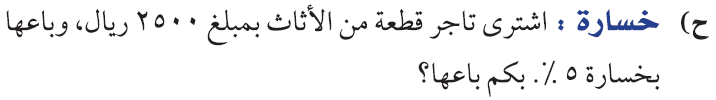 ح) خسارة : اشترى تاجر قطعة من الأثاث بمبلغ ٢٥٠٠ ريال، وباعها
بخسارة ٥ ٪. بكم باعها؟